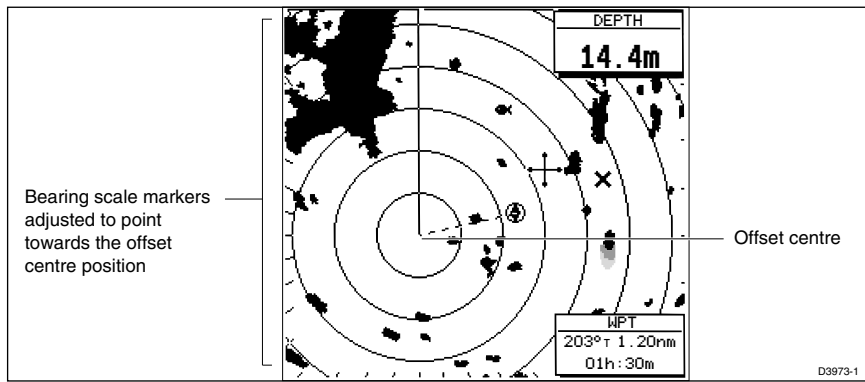 DEPTH
14.4m
Bearing scale markers
adjusted to point
towards the offset
centre position
Offset centre
WPT
203°T 1.20nm
01h:30m
D3973-1